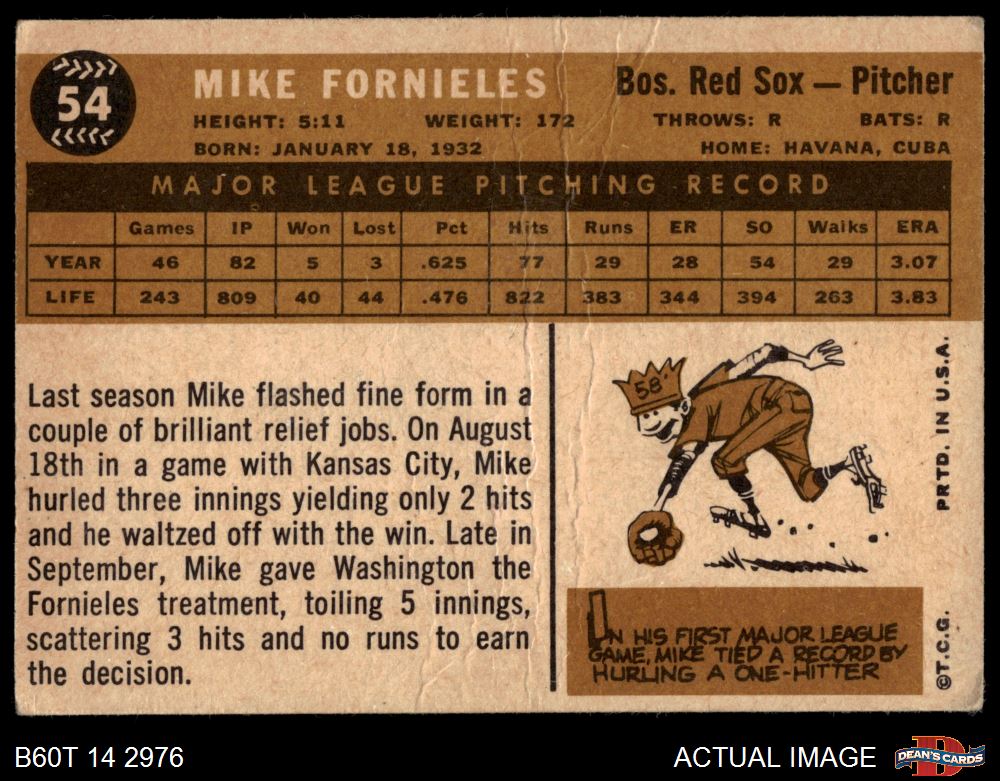 54
MIKE FORNIELES
Bos. Red Sox — Pitcher
HEIGHT: 5:11 WEIGHT: 172 THROWS: R BATS: R
BORN: JANUARY 18, 1932 HOME: HAVANA, CUBA
MAJOR LEAGUE PITCHING RECORD
Games IP Won Lost Pct Hits Runs ER SO Walks ERA
YEAR 46 82 5 3 .625 77 29 28 54 29 3.07
LIFE 243 809 40 44 .476 822 383 344 394 263 3.83
Last season Mike flashed fine form in a
couple of brilliant relief jobs. On August
18th in a game with Kansas City, Mike
hurled three innings yielding only 2 hits
and he waltzed off with the win. Late in
September, Mike gave Washington the
Fornieles treatment, toiling 5 innings,
scattering 3 hits and no runs to earn
the decision.
58
IN HIS FIRST MAJOR LEAGUE
GAME, MIKE TIED A RECORD BY
HURLING A ONE-HITTER
©T.C.G. PRTD. IN U.S.A.
B60T 14 2976
ACTUAL IMAGE
D
DEAN'S CARDS